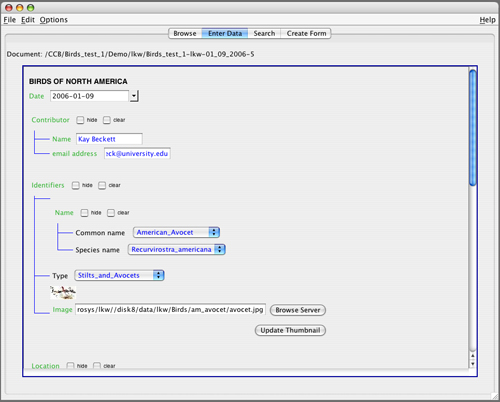 File Edit Options
Browse Enter Data Search Create Form
Document: /CCB/Birds_test_1/Demo/lkw/Birds_test_1-lkw-01_09_2006-5
BIRDS OF NORTH AMERICA
Date 2006-01-09
Contributor hide clear
Name Kay Beckett
email address eck@university.edu
Identifiers hide clear
Name hide clear
Common name American_Avocet
Species name Recurvirostra_americana
Type Stilts_and_Avocets
Image rosys/lkw//disk8/data/lkw/Birds/am_avocet/avocet.jpg Browse Server
Update Thumbnail
Location hide clear